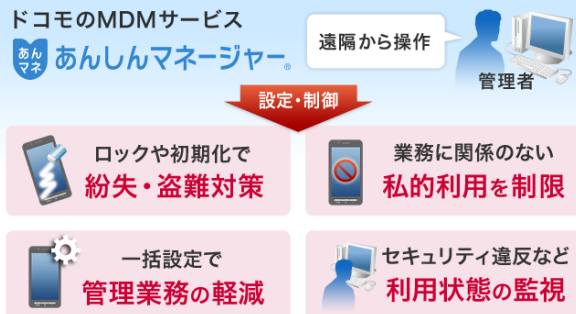 ドコモのMDMサービス
あん
マネ
あんしんマネージャー®
遠隔から操作
管理者
設定・制御
ロックや初期化で
紛失・盗難対策
業務に関係のない
私的利用を制限
一括設定で
管理業務の軽減
セキュリティ違反など
利用状態の監視